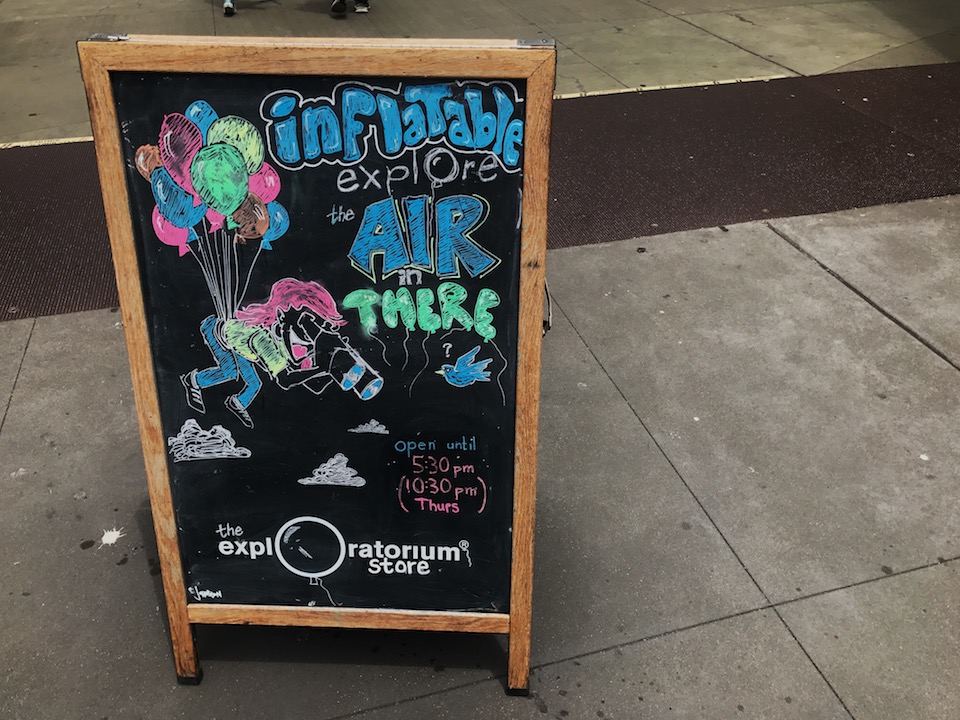 inflatable
explore
the AIR
in
THERE
?
open until
5:30 pm
(10:30 pm)
Thurs
the
exploratorium®
store